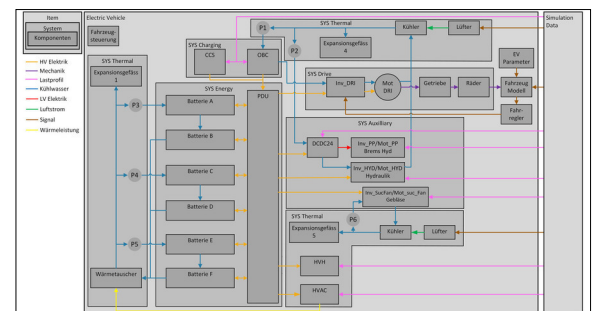 Item
System
Komponenten
HV Elektrik
Mechanik
Lastprofil
Kühlwasser
LV Elektrik
Luftstrom
Signal
Wärmeleistung
Electric Vehicle
Fahrzeug-
steuerung
SYS Thermal
Expansionsgefäss
1
P3
P4
P5
Wärmetauscher
SYS Charging
CCS
OBC
SYS Energy
Batterie A
Batterie B
Batterie C
Batterie D
Batterie E
Batterie F
PDU
P1
P2
SYS Thermal
Expansionsgefäss
4
Kühler
Lüfter
SYS Drive
Inv_DRI
Mot
DRI
Getriebe
Räder
EV
Parameter
Fahrzeug
Modell
Fahr-
regler
SYS Auxilliary
DCDC24
Inv_PP/Mot_PP
Brems Hyd
Inv_HYD/Mot_HYD
Hydraulik
Inv_SucFan/Mot_suc_Fan
Gebläse
SYS Thermal
Expansionsgefäss
5
P6
Kühler
Lüfter
HVH
HVAC
Simulation
Data